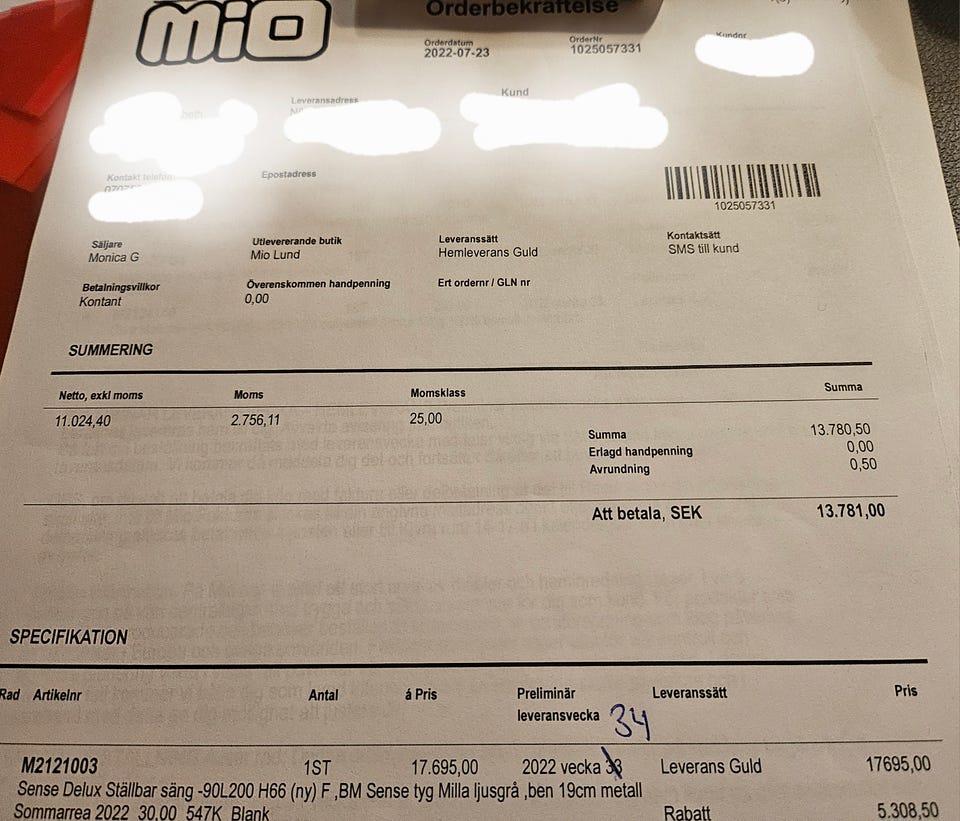 mio
Orderbekräftelse
Orderdatum
2022-07-23
OrderNr
1025057331
Kundnr
Leveransadress
Kund
Kontakt telefon
Epostadress
1025057331
Säljare
Monica G
Utlevererande butik
Mio Lund
Leveranssätt
Hemleverans Guld
Kontaktsätt
SMS till kund
Betalningsvillkor
Kontant
Överenskommen handpenning
0,00
Ert ordernr / GLN nr
SUMMERING
Netto, exkl moms Moms Momsklass Summa
11.024,40 2.756,11 25,00
Summa 13.780,50
Erlagd handpenning 0,00
Avrundning 0,50
Att betala, SEK 13.781,00
SPECIFIKATION
Rad Artikelnr Antal á Pris Preliminär leveransvecka Leveranssätt Pris
34
M2121003 1ST 17.695,00 2022 vecka 33 Leverans Guld 17695,00
Sense Delux Ställbar säng -90L200 H66 (ny) F ,BM Sense tyg Milla ljusgrå ,ben 19cm metall
Sommarrea 2022 30,00 547K Blank Rabatt 5.308,50